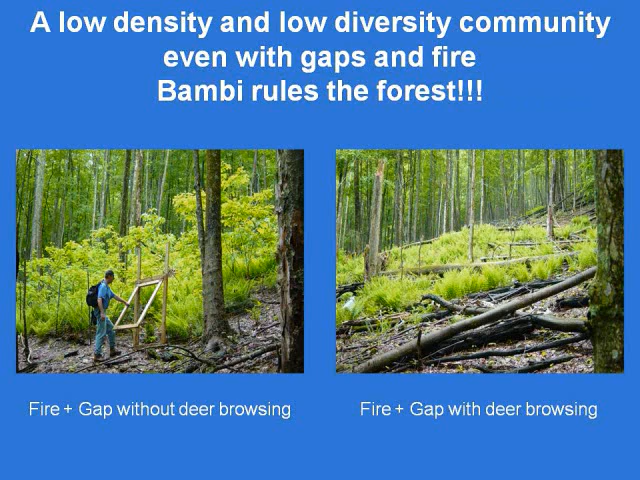 A low density and low diversity community
even with gaps and fire
Bambi rules the forest!!!
Fire + Gap without deer browsing
Fire + Gap with deer browsing